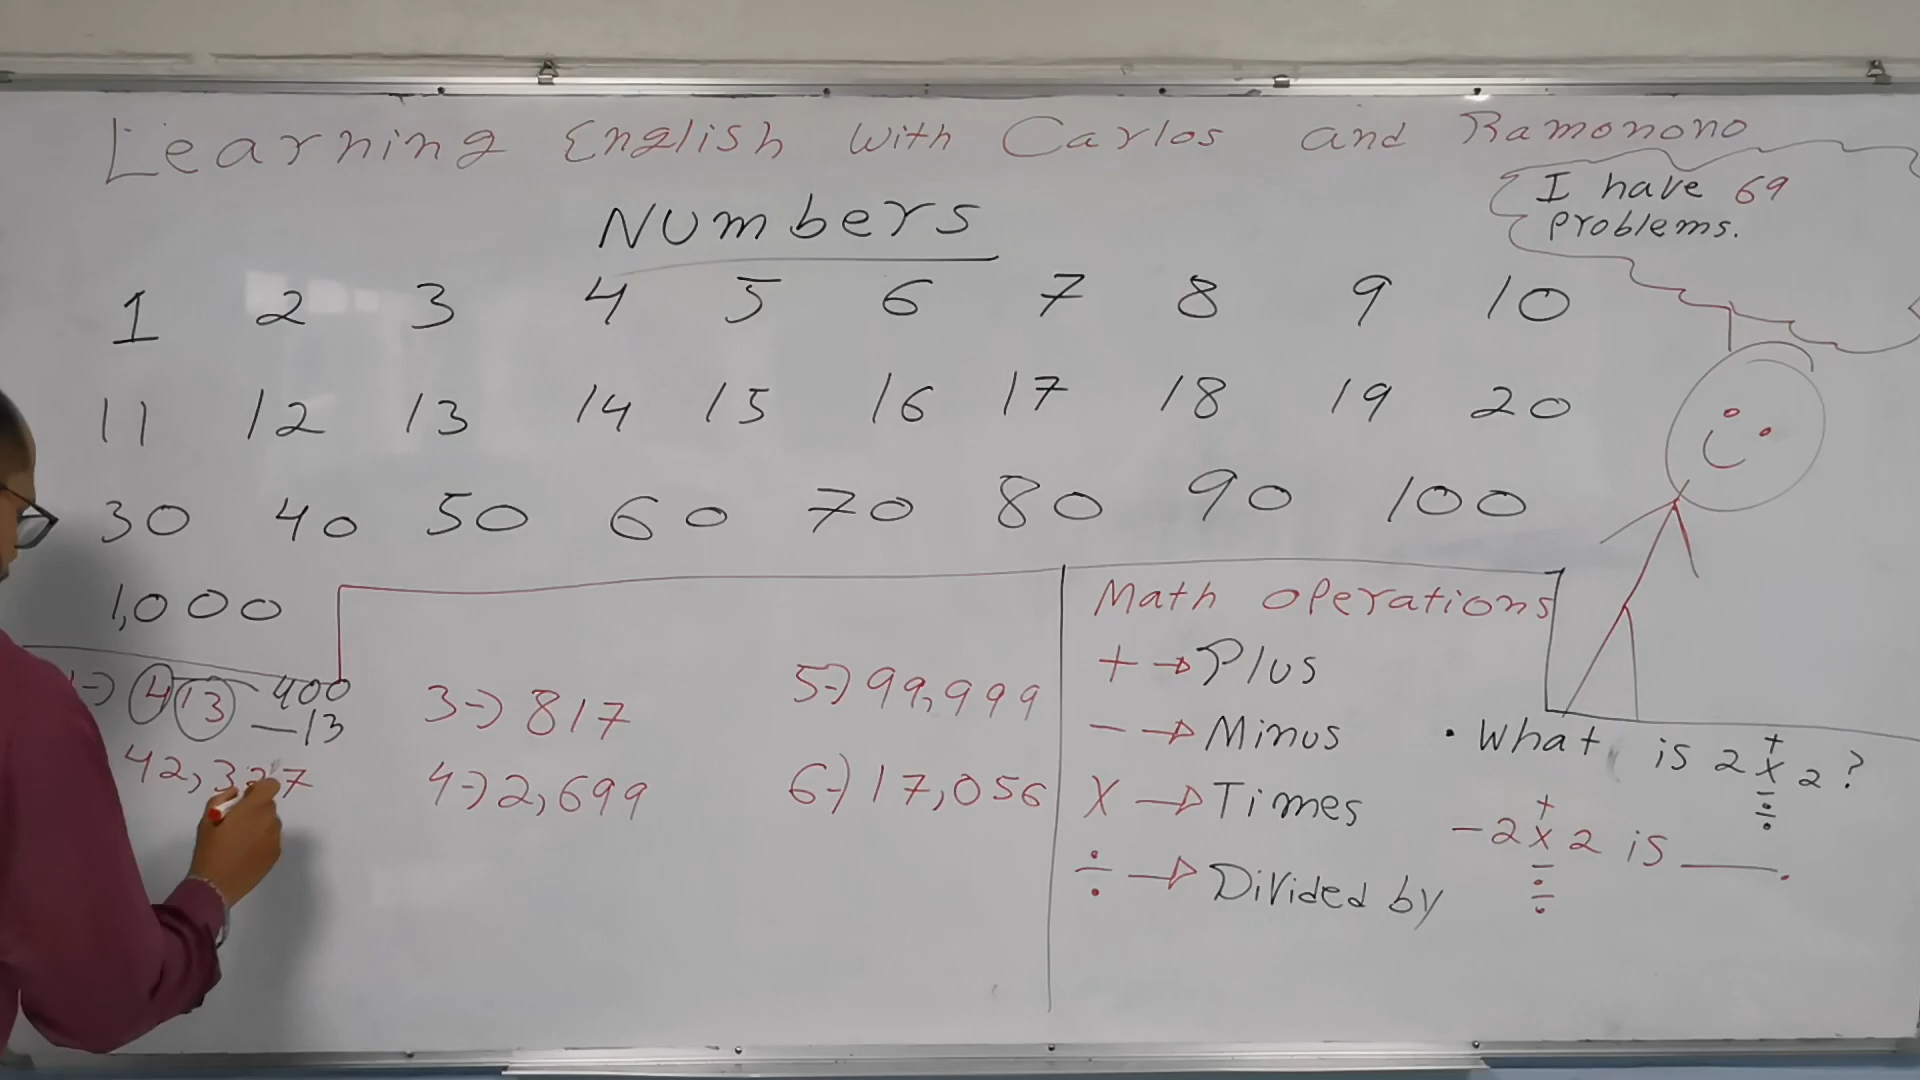 Learning English with Carlos and Ramonono
I have 69
problems.
Numbers
1 2 3 4 5 6 7 8 9 10
11 12 13 14 15 16 17 18 19 20
30 40 50 60 70 80 90 100
1,000
413 400
—13
3-) 817
4-) 2,699
5-) 99,999
6-) 17,056
Math operations
+ → Plus
− → Minus
X → Times
÷ → Divided by
• What is 2 + x − ÷ 2?
− 2 + x − ÷ 2 is ____.